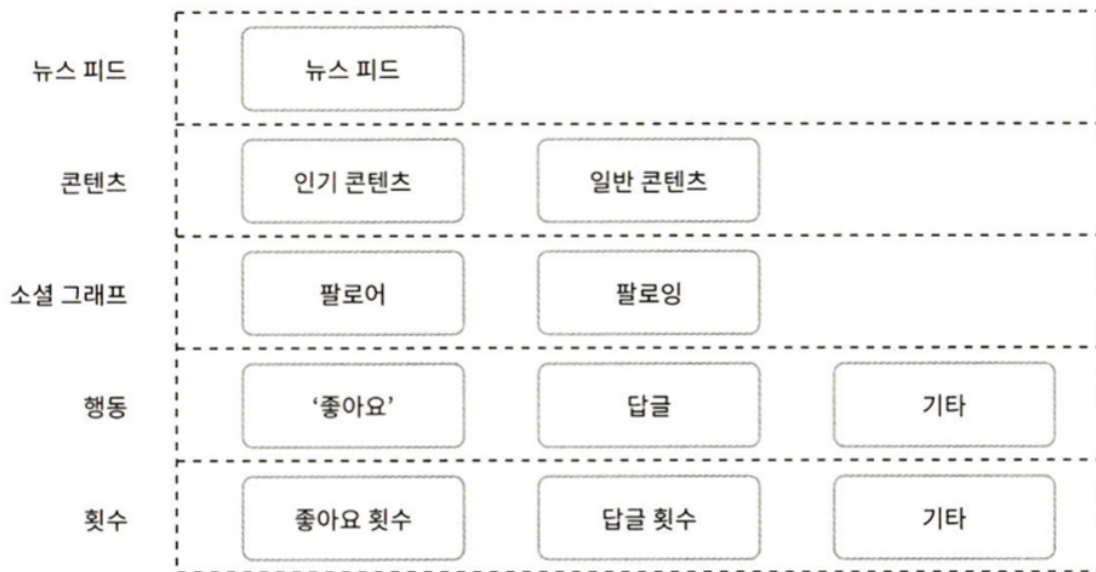 뉴스 피드
뉴스 피드
콘텐츠
인기 콘텐츠
일반 콘텐츠
소셜 그래프
팔로어
팔로잉
행동
‘좋아요’
답글
기타
횟수
좋아요 횟수
답글 횟수
기타